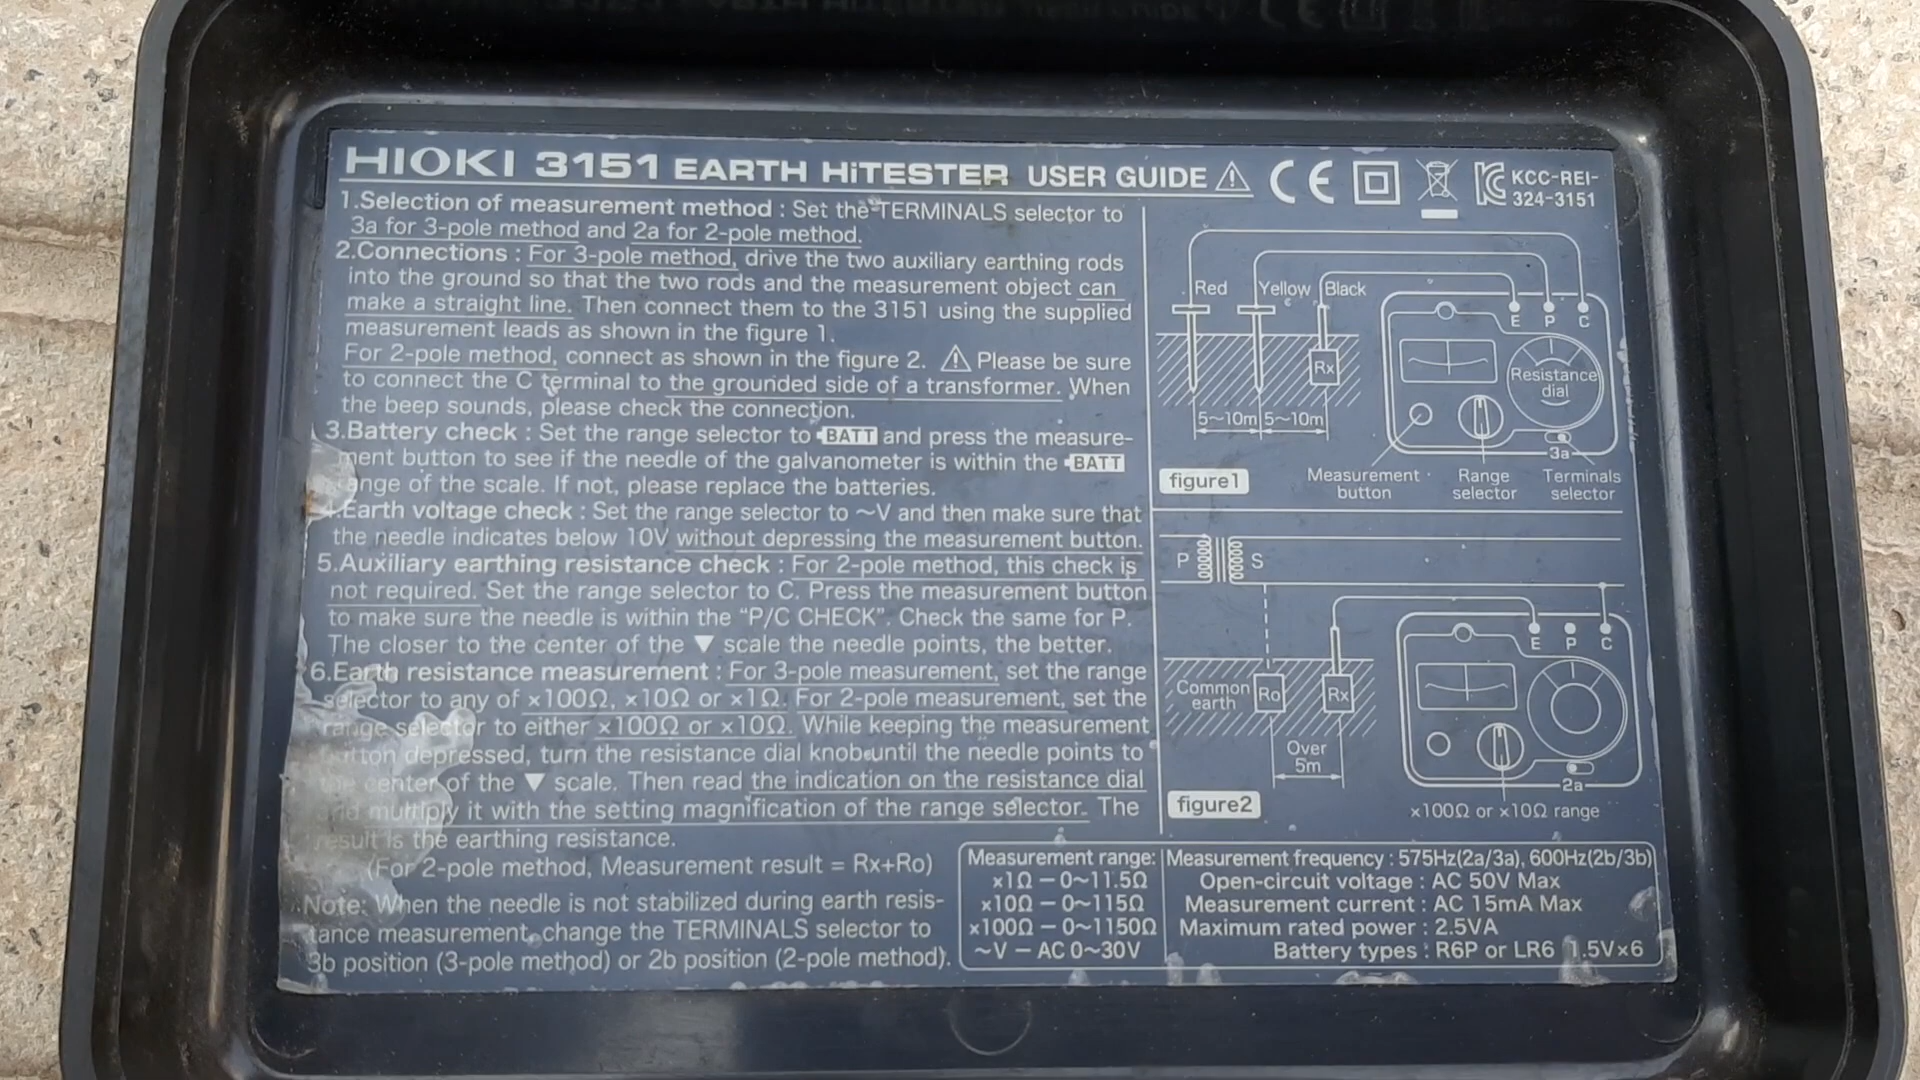 HIOKI 3151 EARTH HiTESTER USER GUIDE
KCC-REI-
324-3151
1.Selection of measurement method : Set the TERMINALS selector to
3a for 3-pole method and 2a for 2-pole method.
2.Connections : For 3-pole method, drive the two auxiliary earthing rods
into the ground so that the two rods and the measurement object can
make a straight line. Then connect them to the 3151 using the supplied
measurement leads as shown in the figure 1.
For 2-pole method, connect as shown in the figure 2. ⚠ Please be sure
to connect the C terminal to the grounded side of a transformer. When
the beep sounds, please check the connection.
3.Battery check : Set the range selector to BATT and press the measure-
ment button to see if the needle of the galvanometer is within the BATT
range of the scale. If not, please replace the batteries.
4.Earth voltage check : Set the range selector to ~V and then make sure that
the needle indicates below 10V without depressing the measurement button.
5.Auxiliary earthing resistance check : For 2-pole method, this check is
not required. Set the range selector to C. Press the measurement button
to make sure the needle is within the "P/C CHECK". Check the same for P.
The closer to the center of the ▼ scale the needle points, the better.
6.Earth resistance measurement : For 3-pole measurement, set the range
selector to any of ×100Ω, ×10Ω or ×1Ω. For 2-pole measurement, set the
range selector to either ×100Ω or ×10Ω. While keeping the measurement
button depressed, turn the resistance dial knob until the needle points to
the center of the ▼ scale. Then read the indication on the resistance dial
and multiply it with the setting magnification of the range selector. The
result is the earthing resistance.
(For 2-pole method, Measurement result = Rx+Ro)
Note: When the needle is not stabilized during earth resis-
tance measurement, change the TERMINALS selector to
3b position (3-pole method) or 2b position (2-pole method).
Red
Yellow
Black
E P C
Rx
Resistance
dial
5~10m 5~10m
3a
figure1
Measurement
button
Range
selector
Terminals
selector
P S
E P C
Common
earth
Ro
Rx
Over
5m
2a
figure2
×100Ω or ×10Ω range
Measurement range:
×1Ω – 0~11.5Ω
×10Ω – 0~115Ω
×100Ω – 0~1150Ω
~V – AC 0~30V
Measurement frequency : 575Hz(2a/3a), 600Hz(2b/3b)
Open-circuit voltage : AC 50V Max
Measurement current : AC 15mA Max
Maximum rated power : 2.5VA
Battery types : R6P or LR6 1.5V×6